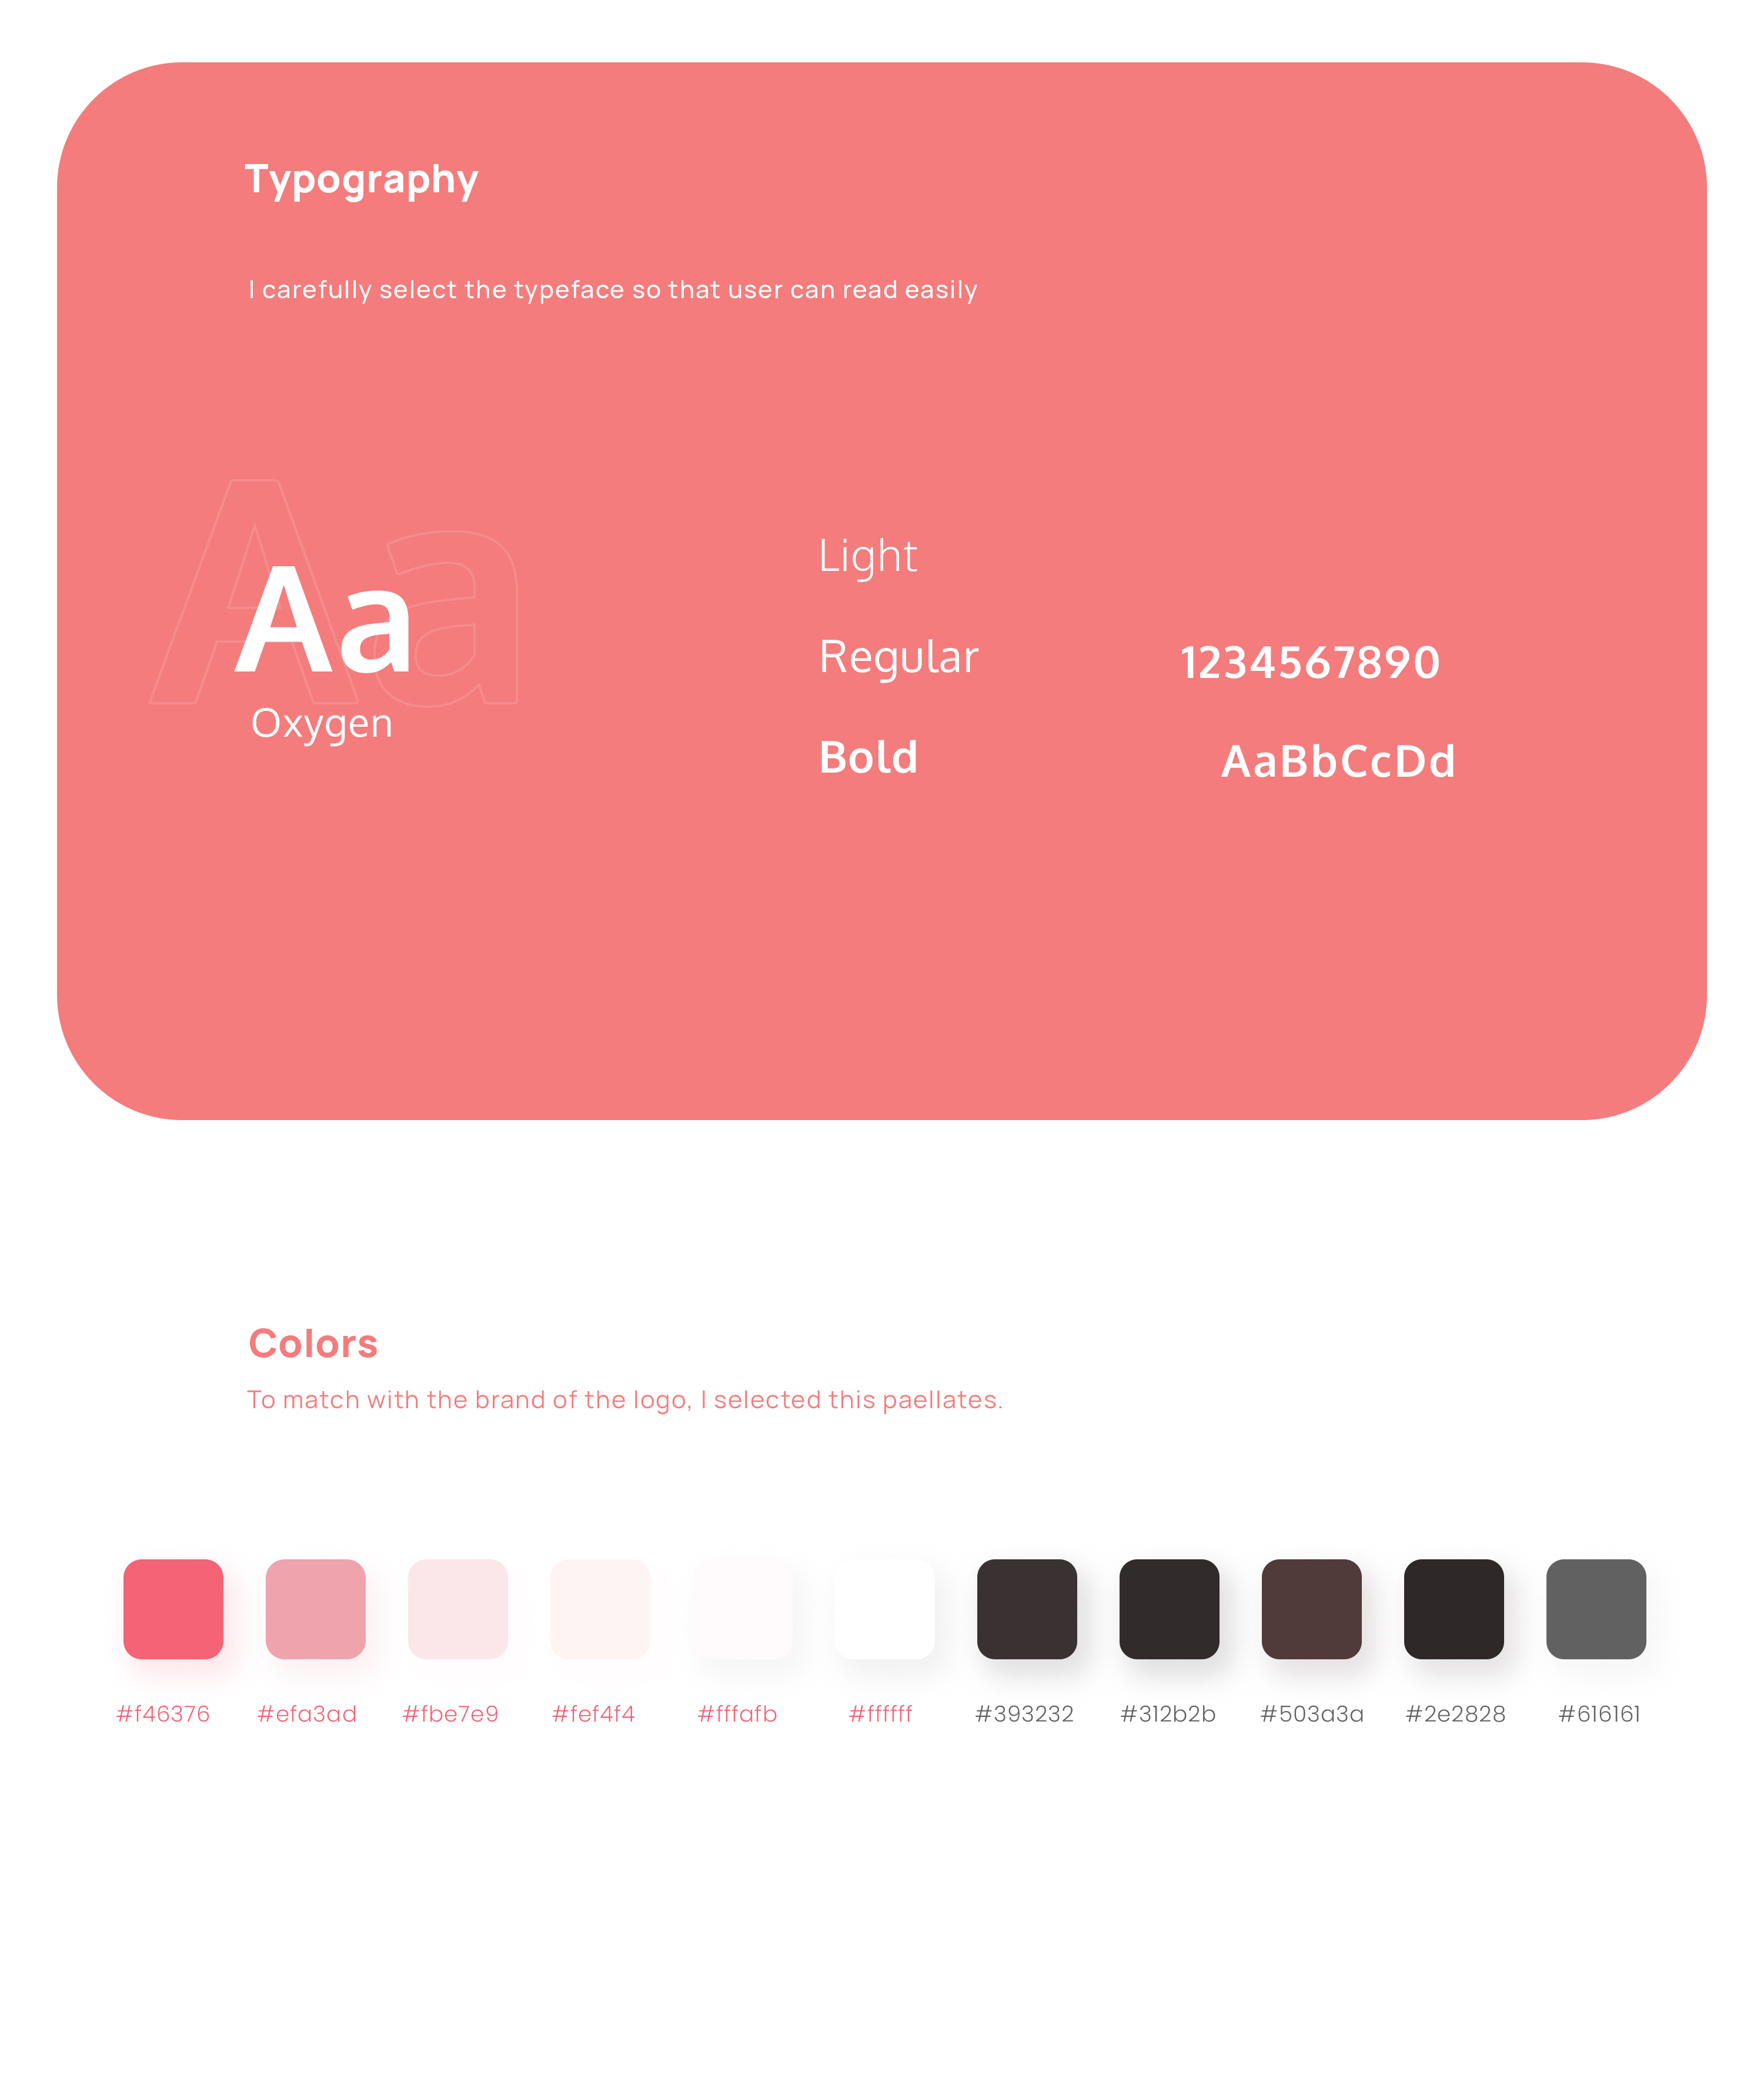 Typography
I carefully select the typeface so that user can read easily
Aa
Aa
Oxygen
Light
Regular
Bold
1234567890
AaBbCcDd
Colors
To match with the brand of the logo, I selected this paellates.
#f46376 #efa3ad #fbe7e9 #fef4f4 #fffafb #ffffff #393232 #312b2b #503a3a #2e2828 #616161